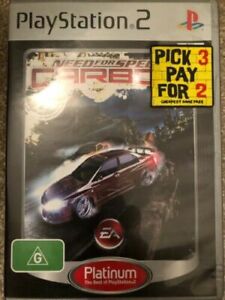 PlayStation 2
NEED FOR SPEED
CARBO
PICK 3
PAY
FOR 2
CHEAPEST GAME FREE
G
EA
Platinum
The Best of PlayStation 2